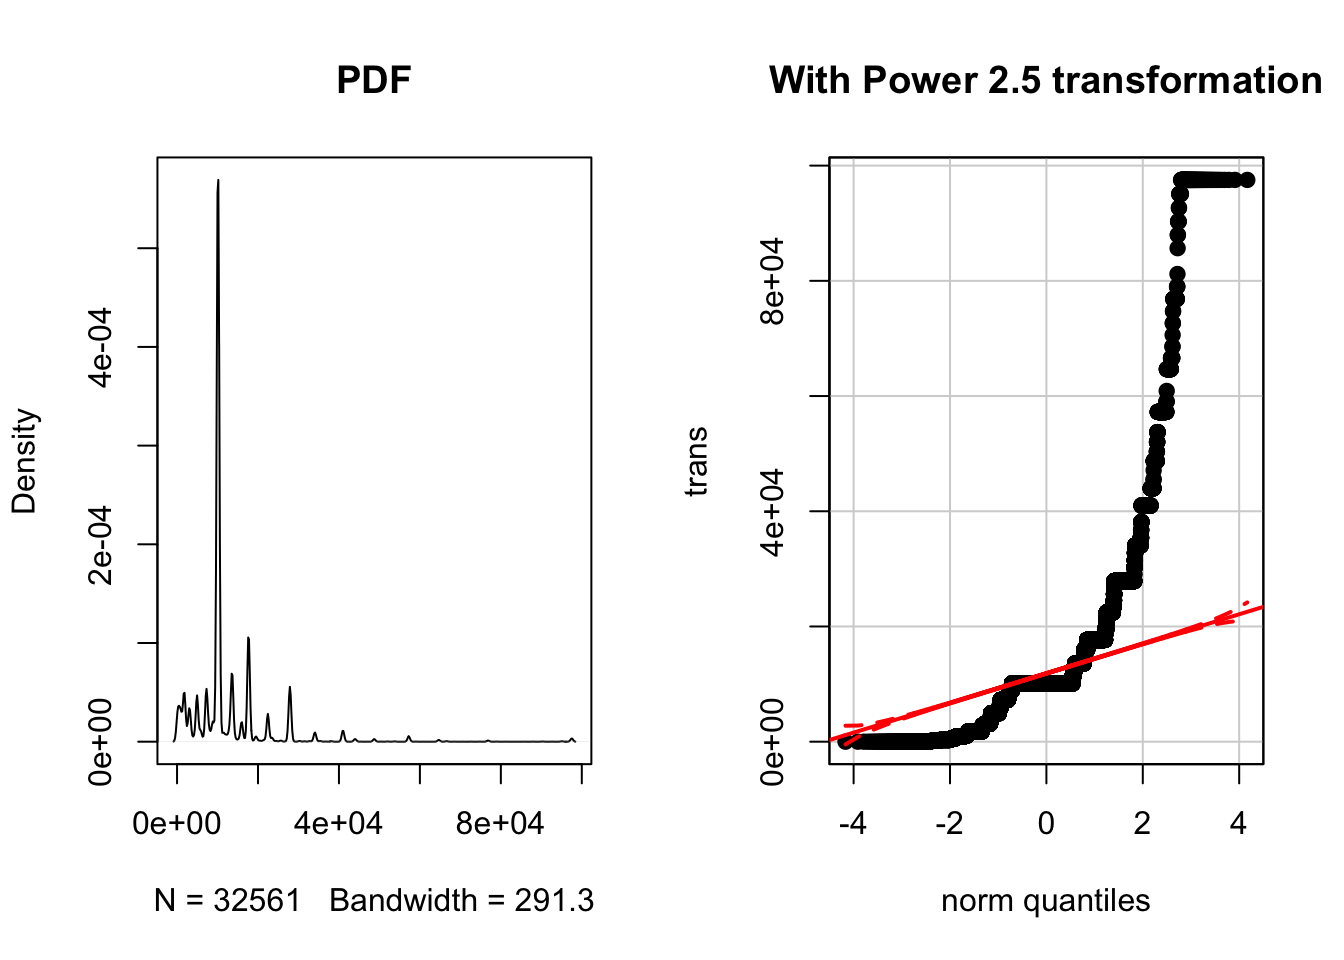 PDF
With Power 2.5 transformation
Density
0e+00
2e-04
4e-04
0e+00
4e+04
8e+04
N = 32561   Bandwidth = 291.3
trans
0e+00
4e+04
8e+04
-4
-2
0
2
4
norm quantiles